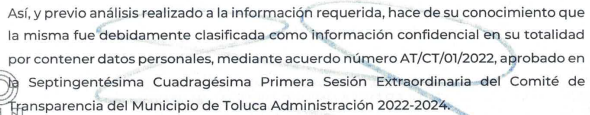 Así, y previo análisis realizado a la información requerida, hace de su conocimiento que
la misma fue debidamente clasificada como información confidencial en su totalidad
por contener datos personales, mediante acuerdo número AT/CT/01/2022, aprobado en
la Septingentésima Cuadragésima Primera Sesión Extraordinaria del Comité de
Transparencia del Municipio de Toluca Administración 2022-2024.